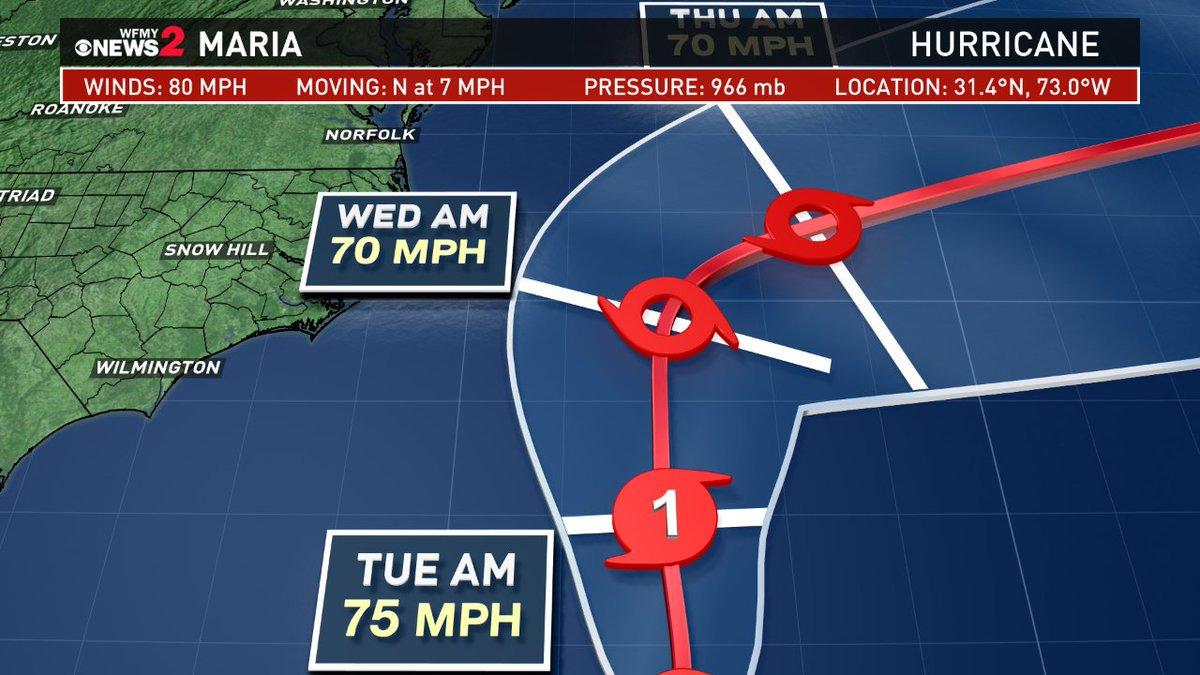 WASHINGTON
THU AM
70 MPH
WFMY
NEWS 2
MARIA
HURRICANE
WINDS: 80 MPH
MOVING: N at 7 MPH
PRESSURE: 966 mb
LOCATION: 31.4°N, 73.0°W
ROANOKE
NORFOLK
TRIAD
SNOW HILL
WED AM
70 MPH
WILMINGTON
1
TUE AM
75 MPH